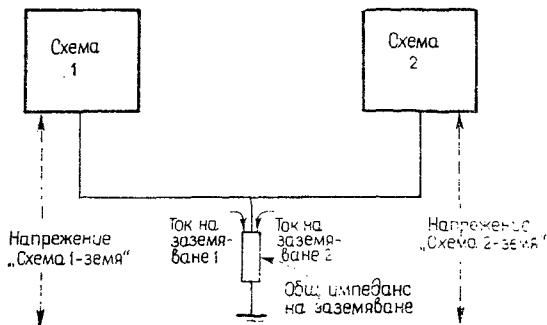 Схема
1
Схема
2
Ток на
заземя-
ване 1
Ток на
заземя-
ване 2
Напрежение
„Схема 1-земя“
Напрежение
„Схема 2-земя“
Общ импеданс
на заземяване